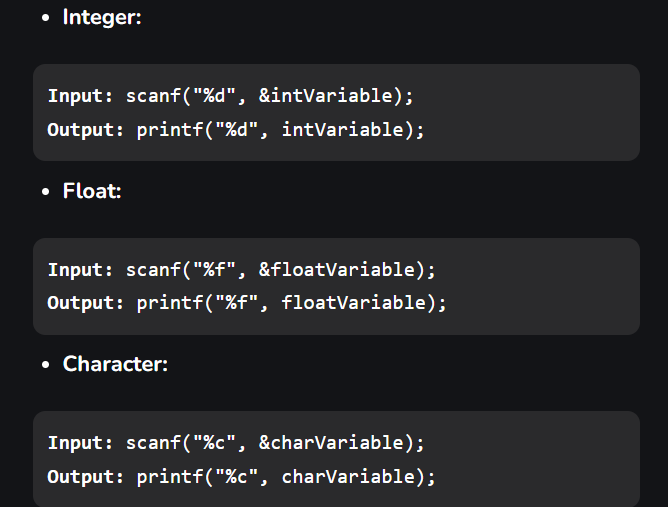 • Integer:
Input: scanf("%d", &intVariable);
Output: printf("%d", intVariable);
• Float:
Input: scanf("%f", &floatVariable);
Output: printf("%f", floatVariable);
• Character:
Input: scanf("%c", &charVariable);
Output: printf("%c", charVariable);